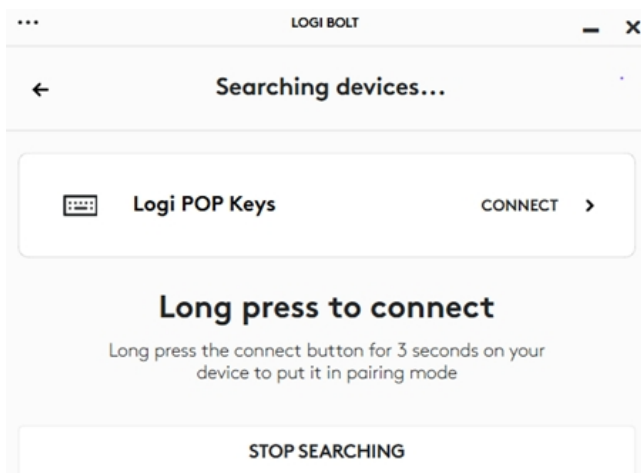 LOGI BOLT
Searching devices...
Logi POP Keys CONNECT
Long press to connect
Long press the connect button for 3 seconds on your
device to put it in pairing mode
STOP SEARCHING